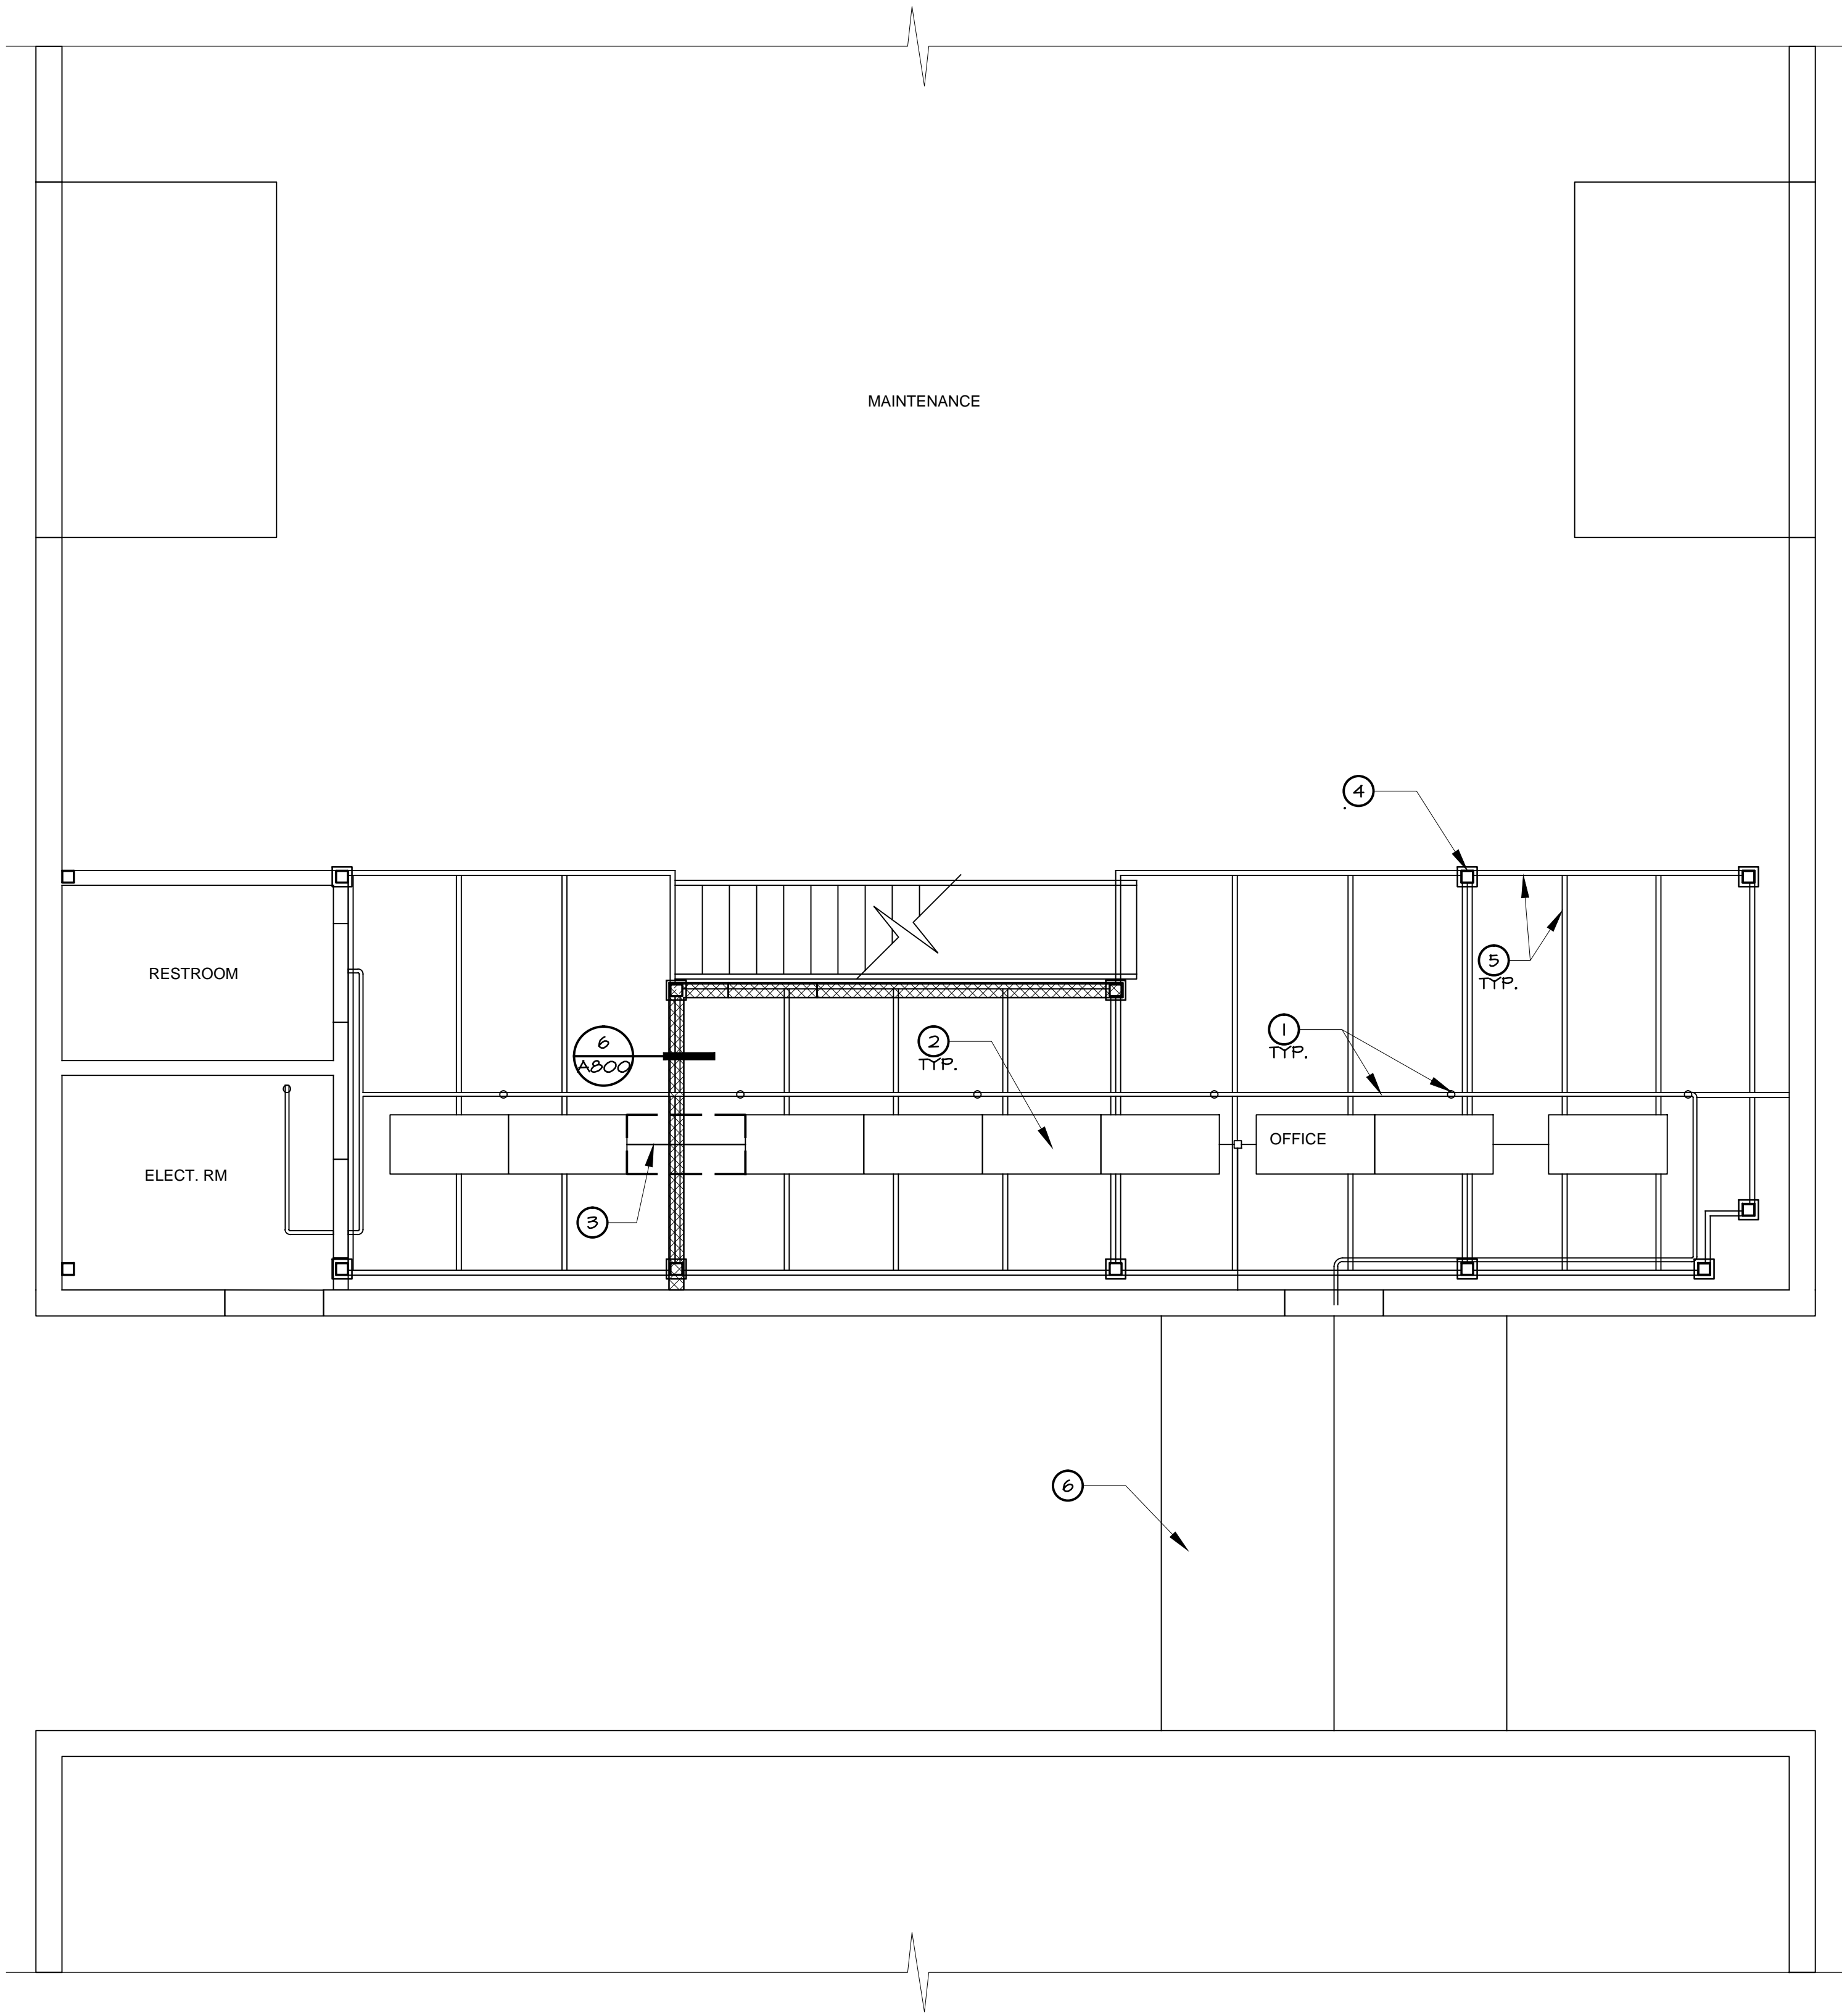 MAINTENANCE
4
RESTROOM
5
TYP.
6
A800
2
TYP.
1
TYP.
OFFICE
ELECT. RM
3
6